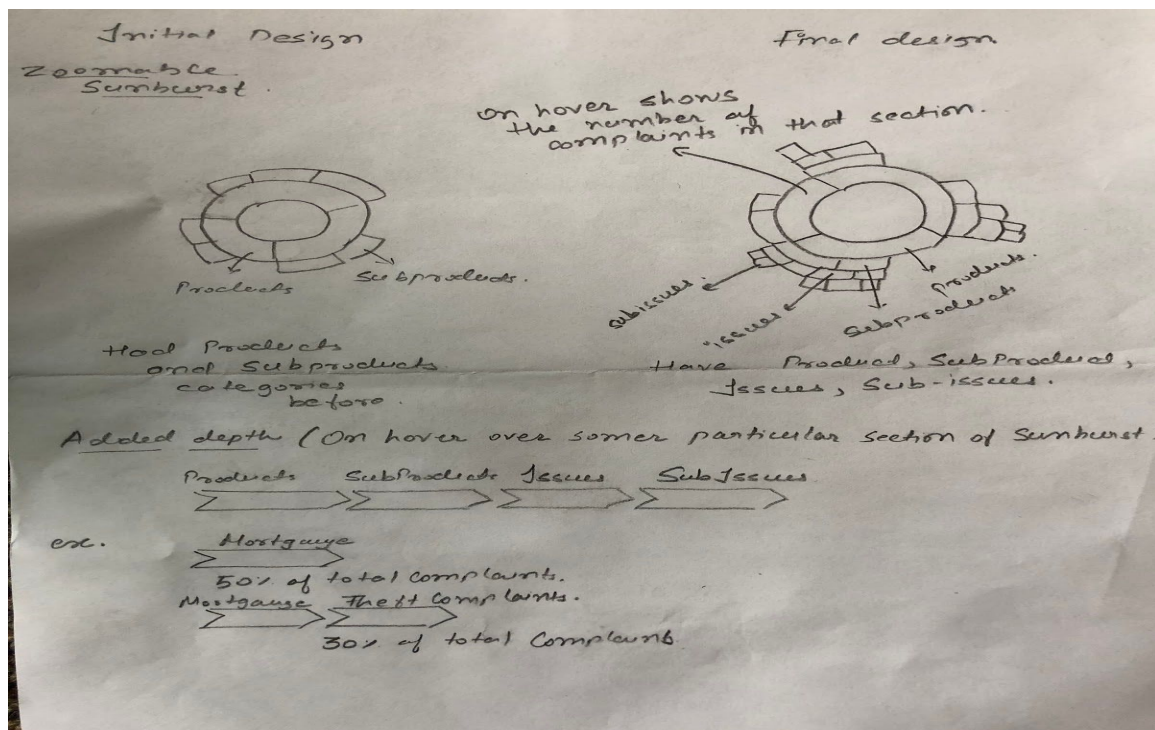 Initial Design
Final design
Zoomable
Sunburst.
On hover shows
the number of
complaints in that section.
Products
Subproducts.
subissues.
"issues
Subproducts
products.
Had Products
and Subproducts
categories
before.
Have Product, SubProduct,
Issues, Sub-issues.
Added depth (On hover over somer particular section of Sunburst.
Products SubProducts Issues SubIssues
ex.
Mortgauge
50% of total complaints.
Mortgauge Theft Complaints.
30% of total Complaints